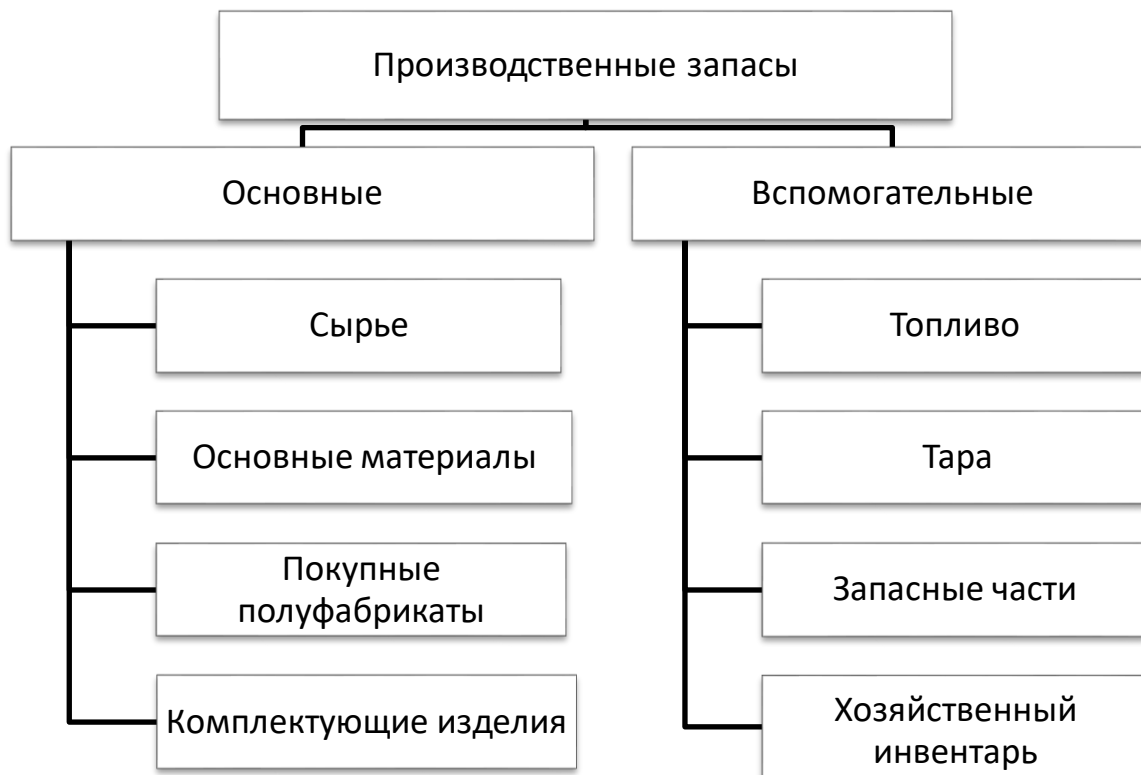 Производственные запасы
Основные
Сырье
Основные материалы
Покупные
полуфабрикаты
Комплектующие изделия
Вспомогательные
Топливо
Тара
Запасные части
Хозяйственный
инвентарь